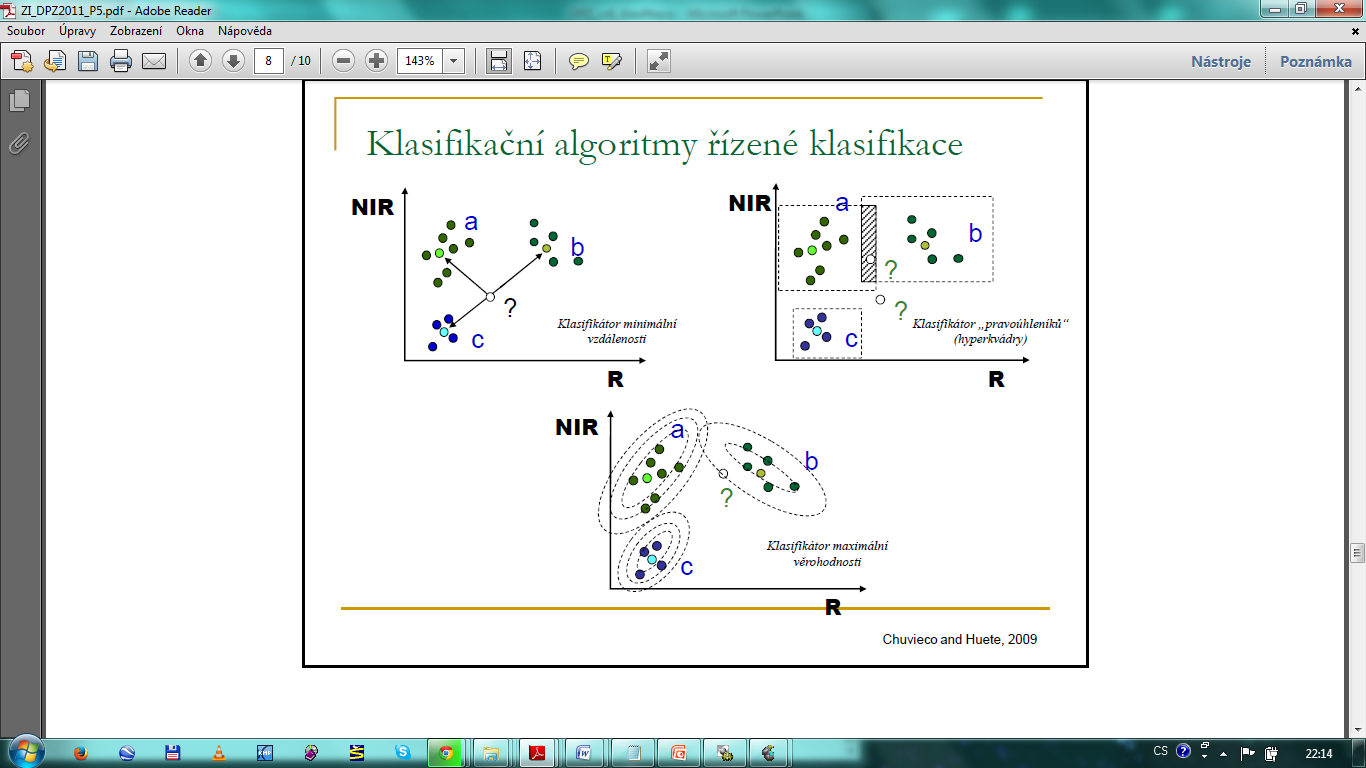 ZI_DPZ2011_P5.pdf - Adobe Reader
Soubor Úpravy Zobrazení Okna Nápověda
8 / 10 143% Nástroje Poznámka
Klasifikační algoritmy řízené klasifikace
NIR
a
b
?
c
Klasifikátor minimální
vzdálenosti
R
NIR
a
b
?
?
c
Klasifikátor „pravoúhleníků“
(hyperkvádry)
R
NIR
a
b
?
c
Klasifikátor maximální
věrohodnosti
R
Chuvieco and Huete, 2009
CS 22:14